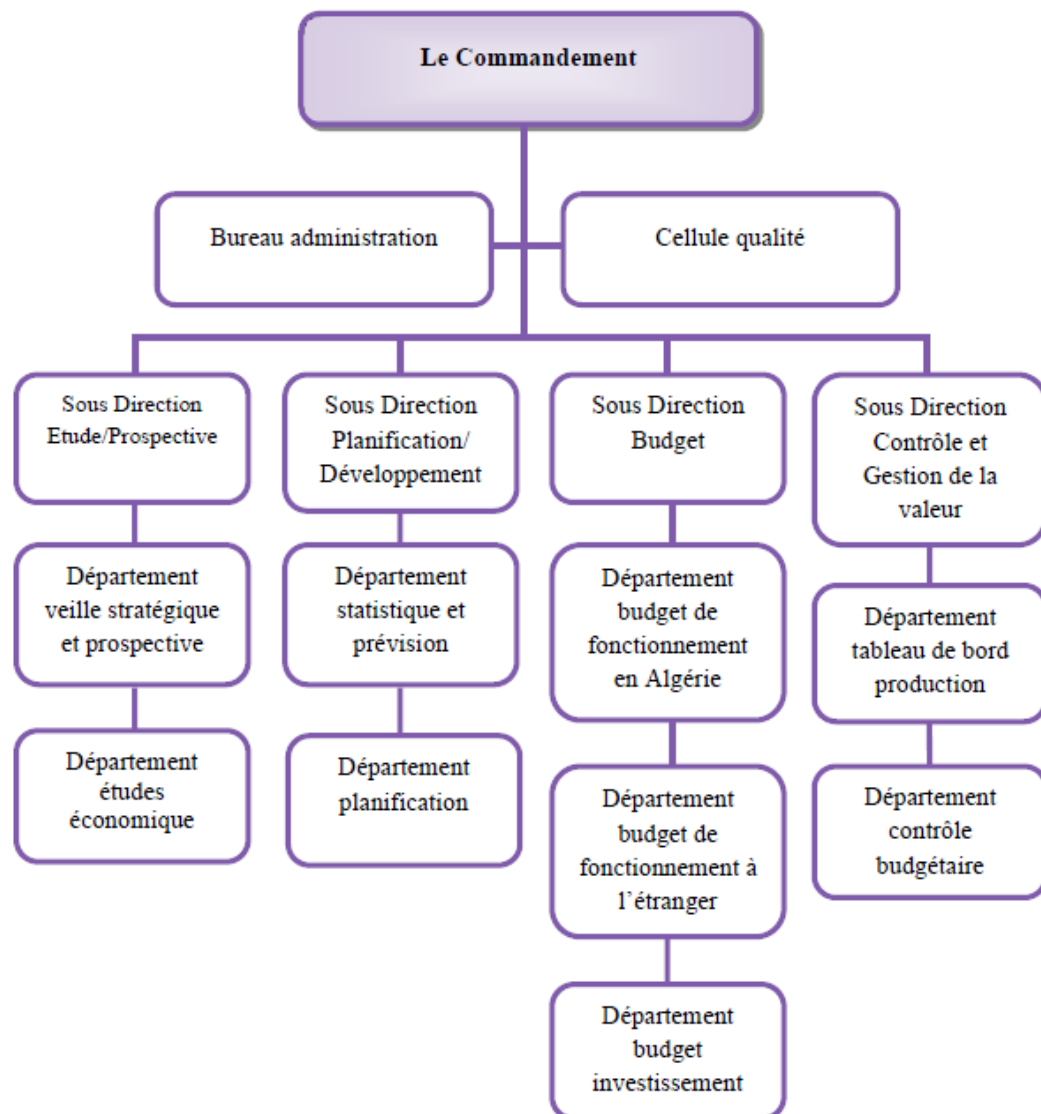 Le Commandement
Bureau administration
Cellule qualité
Sous Direction
Etude/Prospective
Sous Direction
Planification/
Développement
Sous Direction
Budget
Sous Direction
Contrôle et
Gestion de la
valeur
Département
veille stratégique
et prospective
Département
statistique et
prévision
Département
budget de
fonctionnement
en Algérie
Département
tableau de bord
production
Département
études
économique
Département
planification
Département
budget de
fonctionnement à
l’étranger
Département
contrôle
budgétaire
Département
budget
investissement